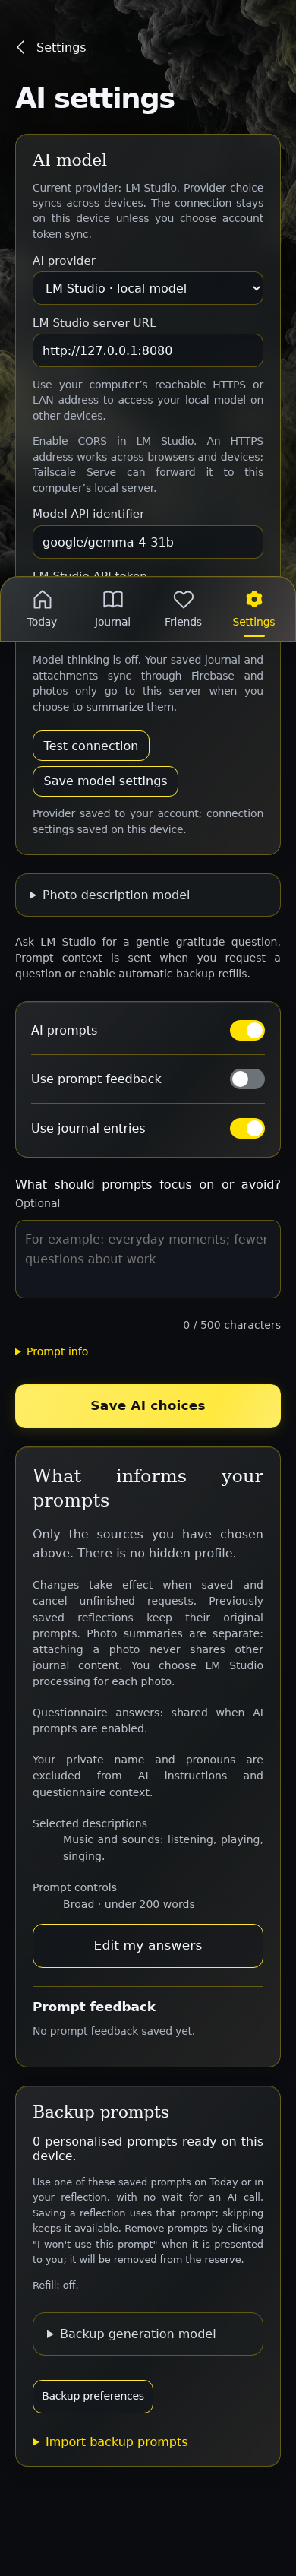 Settings
AI settings
AI model
Current provider: LM Studio. Provider choice
syncs across devices. The connection stays
on this device unless you choose account
token sync.
AI provider
LM Studio · local model
LM Studio server URL
http://127.0.0.1:8080
Use your computer’s reachable HTTPS or
LAN address to access your local model on
other devices.
Enable CORS in LM Studio. An HTTPS
address works across browsers and devices;
Tailscale Serve can forward it to this
computer’s local server.
Model API identifier
google/gemma-4-31b
LM Studio API token
Today
Journal
Friends
Settings
Model thinking is off. Your saved journal and
attachments sync through Firebase and
photos only go to this server when you
choose to summarize them.
Test connection
Save model settings
Provider saved to your account; connection
settings saved on this device.
Photo description model
Ask LM Studio for a gentle gratitude question.
Prompt context is sent when you request a
question or enable automatic backup refills.
AI prompts
Use prompt feedback
Use journal entries
What should prompts focus on or avoid?
Optional
For example: everyday moments; fewer
questions about work
0 / 500 characters
Prompt info
Save AI choices
What informs your
prompts
Only the sources you have chosen
above. There is no hidden profile.
Changes take effect when saved and
cancel unfinished requests. Previously
saved reflections keep their original
prompts. Photo summaries are separate:
attaching a photo never shares other
journal content. You choose LM Studio
processing for each photo.
Questionnaire answers: shared when AI
prompts are enabled.
Your private name and pronouns are
excluded from AI instructions and
questionnaire context.
Selected descriptions
Music and sounds: listening, playing,
singing.
Prompt controls
Broad · under 200 words
Edit my answers
Prompt feedback
No prompt feedback saved yet.
Backup prompts
0 personalised prompts ready on this
device.
Use one of these saved prompts on Today or in
your reflection, with no wait for an AI call.
Saving a reflection uses that prompt; skipping
keeps it available. Remove prompts by clicking
"I won't use this prompt" when it is presented
to you; it will be removed from the reserve.
Refill: off.
Backup generation model
Backup preferences
Import backup prompts